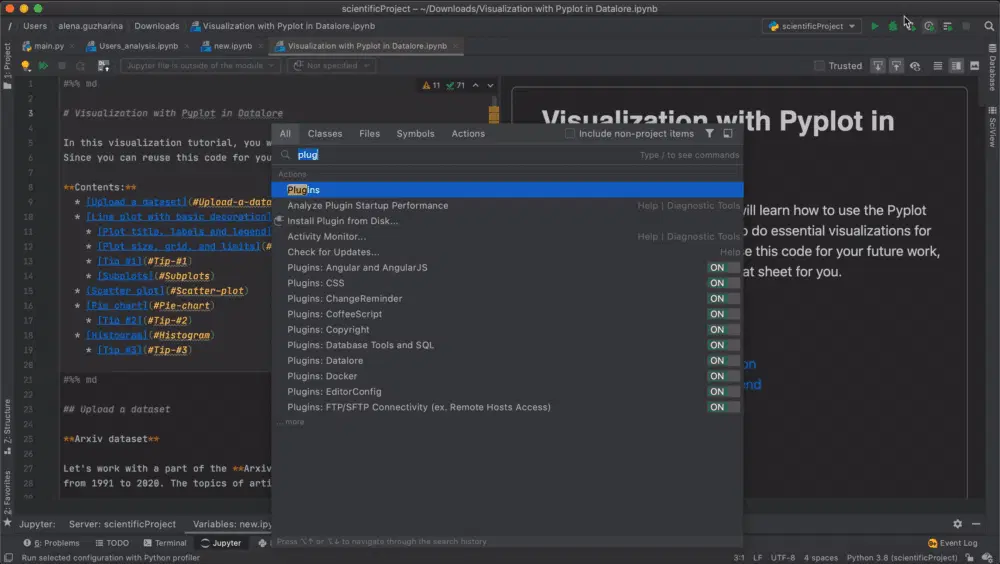 scientificProject – ~/Downloads/Visualization with Pyplot in Datalore.ipynb
/ Users alena.guzharina Downloads Visualization with Pyplot in Datalore.ipynb scientificProject
main.py Users_analysis.ipynb new.ipynb Visualization with Pyplot in Datalore.ipynb
Jupyter file is outside of the module Not specified Trusted
1: Project
Database
SciView
Z: Structure
2: Favorites
11 71
1 #%% md
2
3 # Visualization with Pyplot in Datalore
4
5 In this visualization tutorial, you w
6 Since you can reuse this code for you
7
8 **Contents:**
9 * [Upload a dataset](#Upload-a-data
10 * [Line plot with basic decoration]
11 * [Plot title, labels and legend]
12 * [Plot size, grid, and limits](#
13 * [Tip #1](#Tip-#1)
14 * [Subplots](#Subplots)
15 * [Scatter plot](#Scatter-plot)
16 * [Pie chart](#Pie-chart)
17 * [Tip #2](#Tip-#2)
18 * [Histogram](#Histogram)
19 * [Tip #3](#Tip-#3)
20
21 #%% md
22
23 ## Upload a dataset
24
25 **Arxiv dataset**
26
27 Let's work with a part of the **Arxiv
28 from 1991 to 2020. The topics of arti
29
Visualization with Pyplot in
ill learn how to use the Pyplot
o do essential visualizations for
e this code for your future work,
at sheet for you.
on
end
All Classes Files Symbols Actions Include non-project items
plug Type / to see commands
Actions
Plugins
Analyze Plugin Startup Performance Help | Diagnostic Tools
Install Plugin from Disk...
Activity Monitor... Help | Diagnostic Tools
Check for Updates... Help
Plugins: Angular and AngularJS ON
Plugins: CSS ON
Plugins: ChangeReminder ON
Plugins: CoffeeScript ON
Plugins: Copyright ON
Plugins: Database Tools and SQL ON
Plugins: Datalore ON
Plugins: Docker ON
Plugins: EditorConfig ON
Plugins: FTP/SFTP Connectivity (ex. Remote Hosts Access) ON
... more
Press ⌥↑ or ⌥↓ to navigate through the search history
Jupyter: Server: scientificProject Variables: new.ipy
6: Problems TODO Terminal Jupyter Event Log
Run selected configuration with Python profiler 3:1 LF UTF-8 4 spaces Python 3.8 (scientificProject)